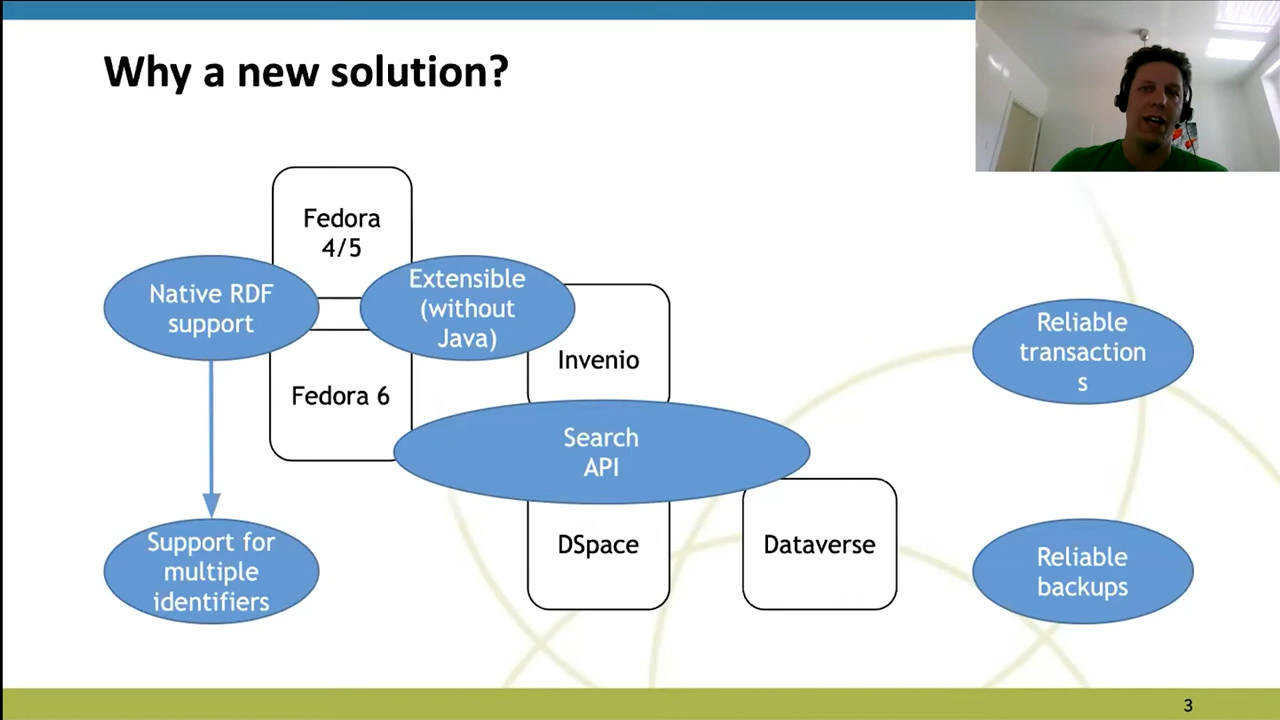 Why a new solution?
Fedora
4/5
Native RDF
support
Extensible
(without
Java)
Reliable
transaction
s
Invenio
Fedora 6
Search
API
Support for
multiple
identifiers
DSpace
Dataverse
Reliable
backups
3